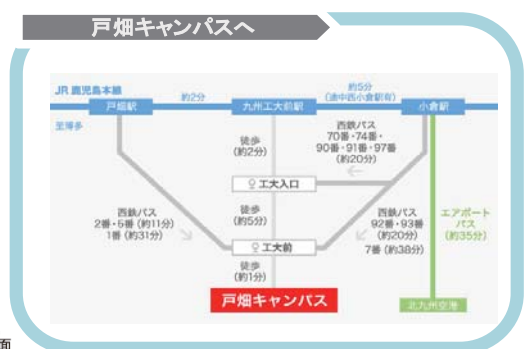 戸畑キャンパスへ
JR 鹿児島本線
約2分
約5分
(途中西小倉駅有)
戸畑駅
九州工大前駅
小倉駅
至博多
徒歩
(約2分)
西鉄バス
70番・74番・
90番・91番・97番
(約20分)
工大入口
西鉄バス
2番・6番(約11分)
1番(約31分)
徒歩
(約5分)
西鉄バス
92番・93番
(約20分)
7番(約38分)
エアポート
バス
(約35分)
工大前
徒歩
(約1分)
戸畑キャンパス
北九州空港
面